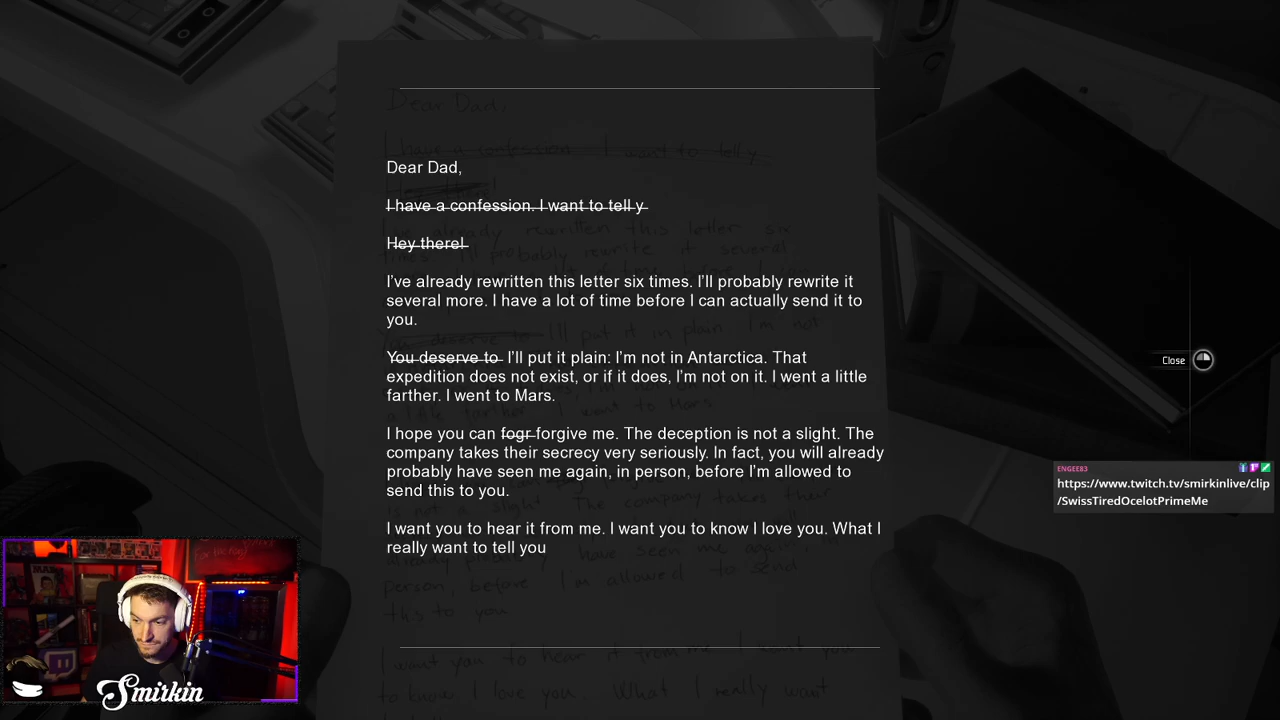 Dear Dad,
I have a confession. I want to tell y
Hey there!
I've already rewritten this letter six times. I'll probably rewrite it
several more. I have a lot of time before I can actually send it to
you.
You deserve to I'll put it plain: I'm not in Antarctica. That
expedition does not exist, or if it does, I'm not on it. I went a little
farther. I went to Mars.
I hope you can fogr forgive me. The deception is not a slight. The
company takes their secrecy very seriously. In fact, you will already
probably have seen me again, in person, before I'm allowed to
send this to you.
I want you to hear it from me. I want you to know I love you. What I
really want to tell you
Close
ENGEE83
https://www.twitch.tv/smirkinlive/clip
/SwissTiredOcelotPrimeMe
Smirkin